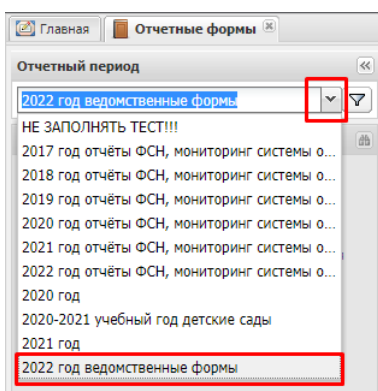 Главная
Отчетные формы
Отчетный период
2022 год ведомственные формы
НЕ ЗАПОЛНЯТЬ ТЕСТ!!!
2017 год отчёты ФСН, мониторинг системы о...
2018 год отчёты ФСН, мониторинг системы о...
2019 год отчёты ФСН, мониторинг системы о...
2020 год отчёты ФСН, мониторинг системы о...
2021 год отчёты ФСН, мониторинг системы о...
2022 год отчёты ФСН, мониторинг системы о...
2020 год
2020-2021 учебный год детские сады
2021 год
2022 год ведомственные формы